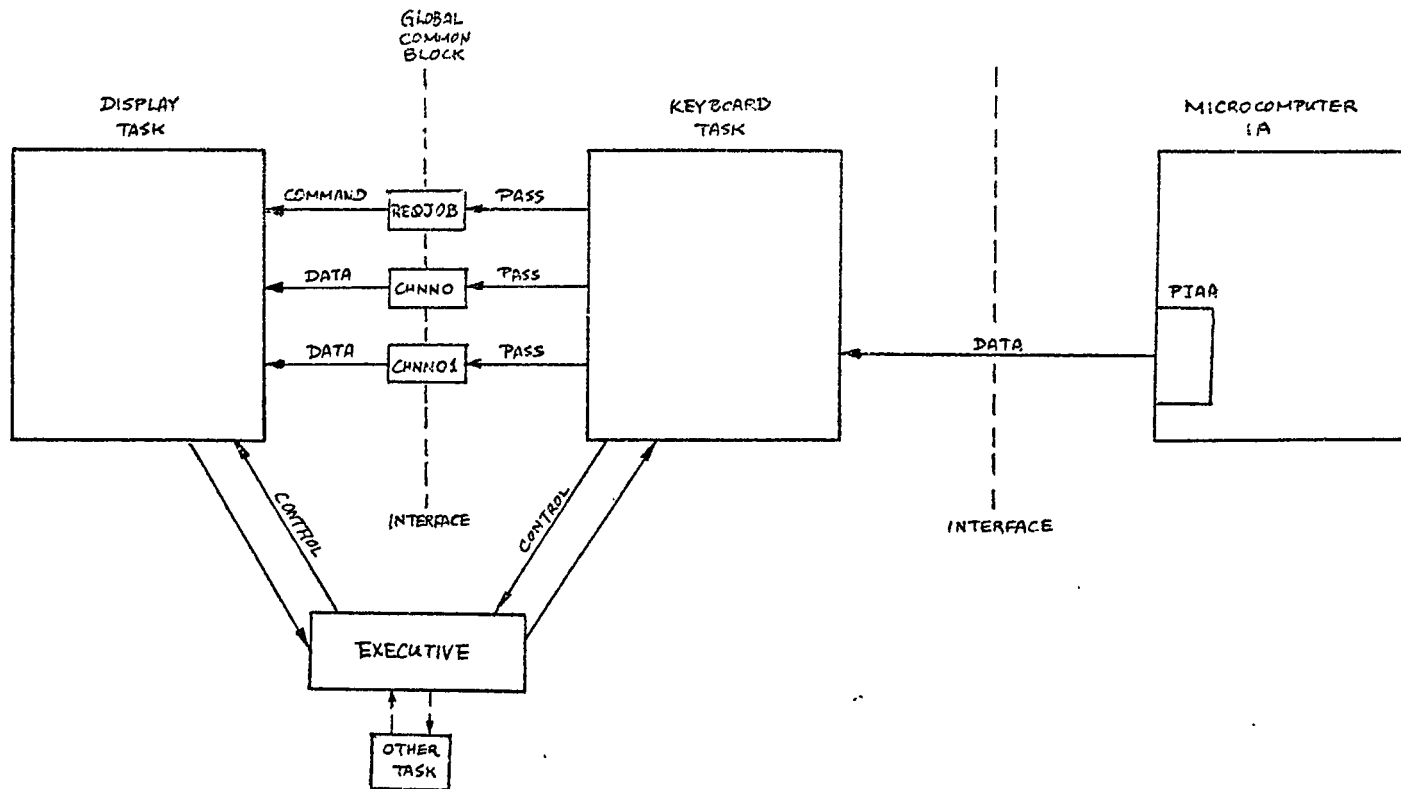 GLOBAL
COMMON
BLOCK
DISPLAY
TASK
KEYBOARD
TASK
MICROCOMPUTER
1A
COMMAND
REQJOB
PASS
DATA
CHNNO
PASS
PIAA
DATA
CHNNO1
PASS
DATA
CONTROL
INTERFACE
CONTROL
INTERFACE
EXECUTIVE
OTHER
TASK